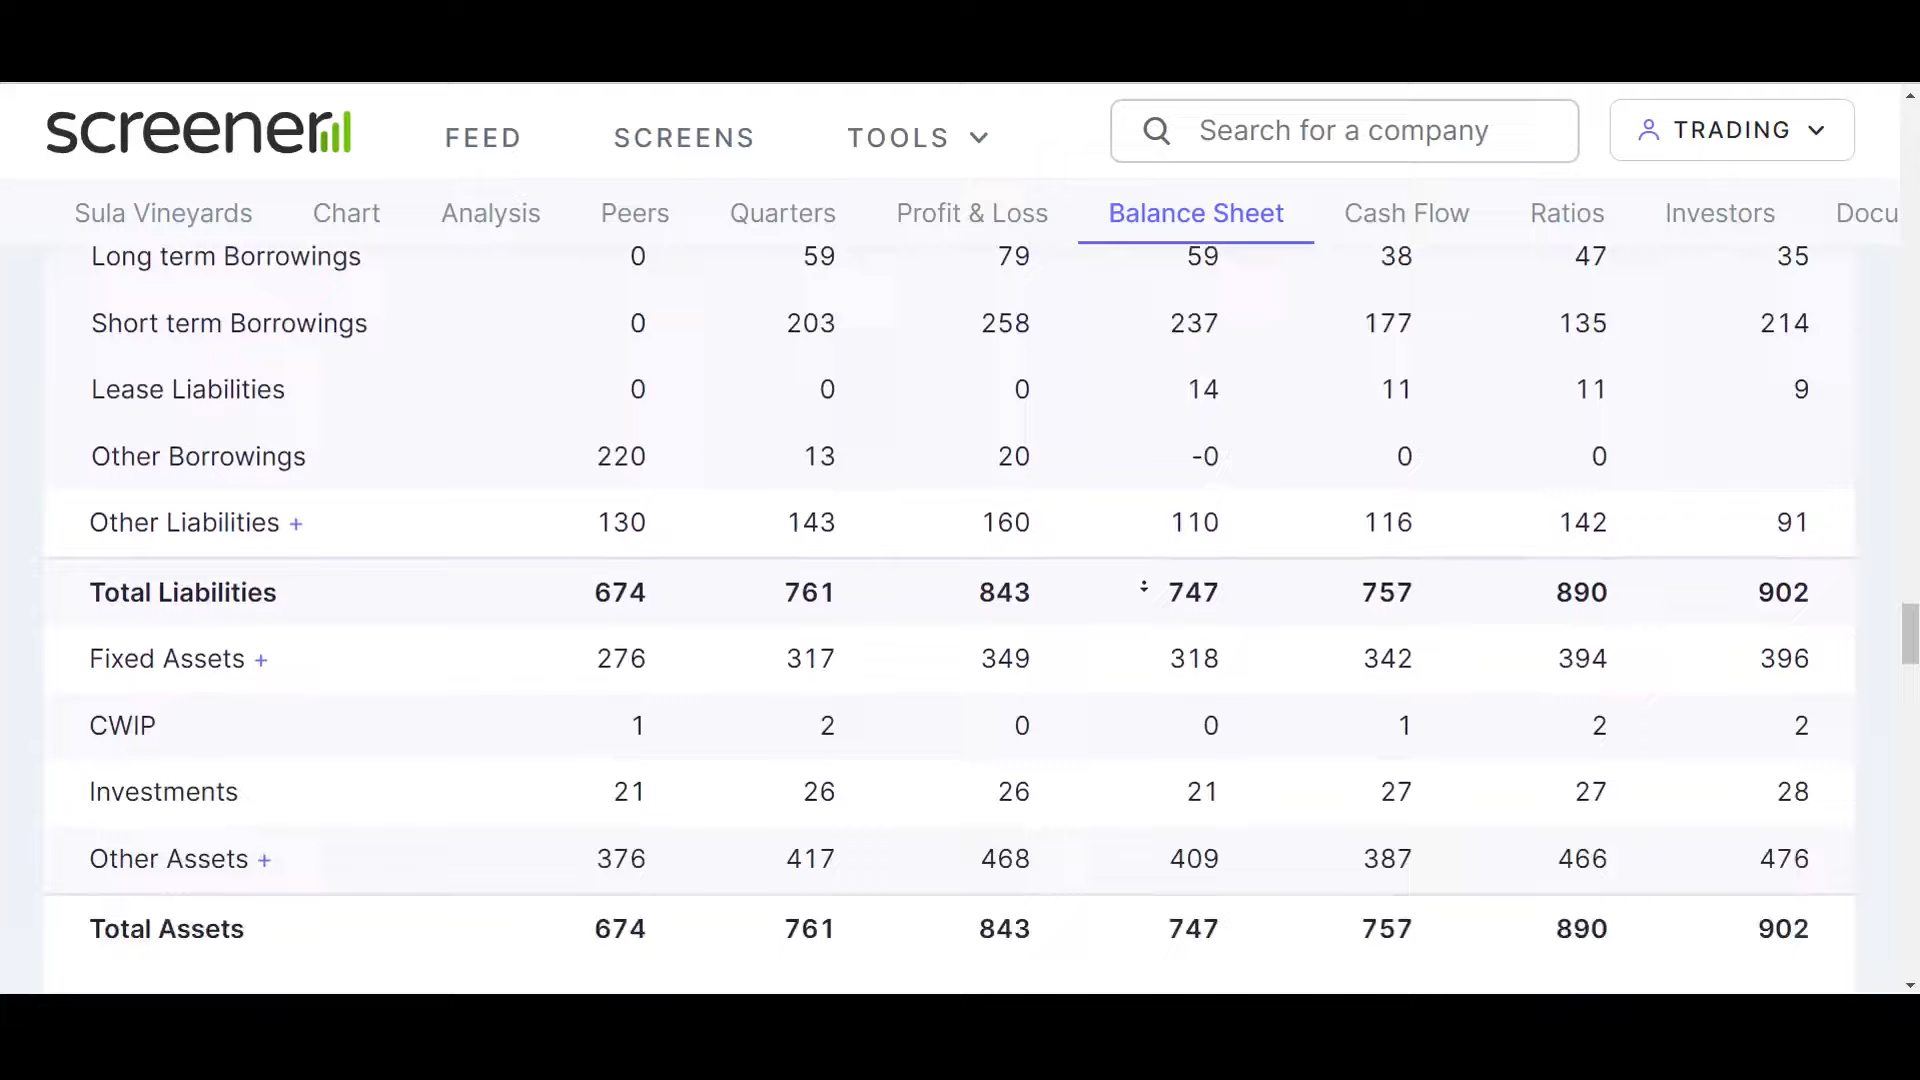 screener FEED SCREENS TOOLS Search for a company TRADING
Sula Vineyards Chart Analysis Peers Quarters Profit & Loss Balance Sheet Cash Flow Ratios Investors Docu
Long term Borrowings 0 59 79 59 38 47 35
Short term Borrowings 0 203 258 237 177 135 214
Lease Liabilities 0 0 0 14 11 11 9
Other Borrowings 220 13 20 -0 0 0
Other Liabilities + 130 143 160 110 116 142 91
Total Liabilities 674 761 843 747 757 890 902
Fixed Assets + 276 317 349 318 342 394 396
CWIP 1 2 0 0 1 2 2
Investments 21 26 26 21 27 27 28
Other Assets + 376 417 468 409 387 466 476
Total Assets 674 761 843 747 757 890 902